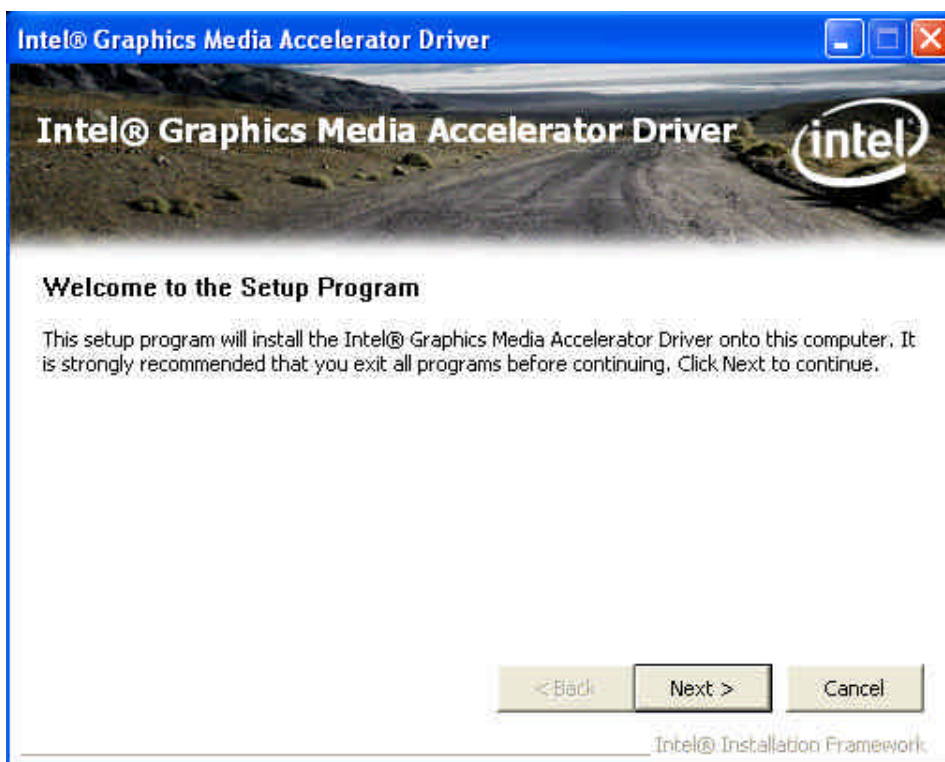 Intel® Graphics Media Accelerator Driver
Intel® Graphics Media Accelerator Driver
intel
Welcome to the Setup Program
This setup program will install the Intel® Graphics Media Accelerator Driver onto this computer. It
is strongly recommended that you exit all programs before continuing. Click Next to continue.
< Back
Next >
Cancel
Intel® Installation Framework